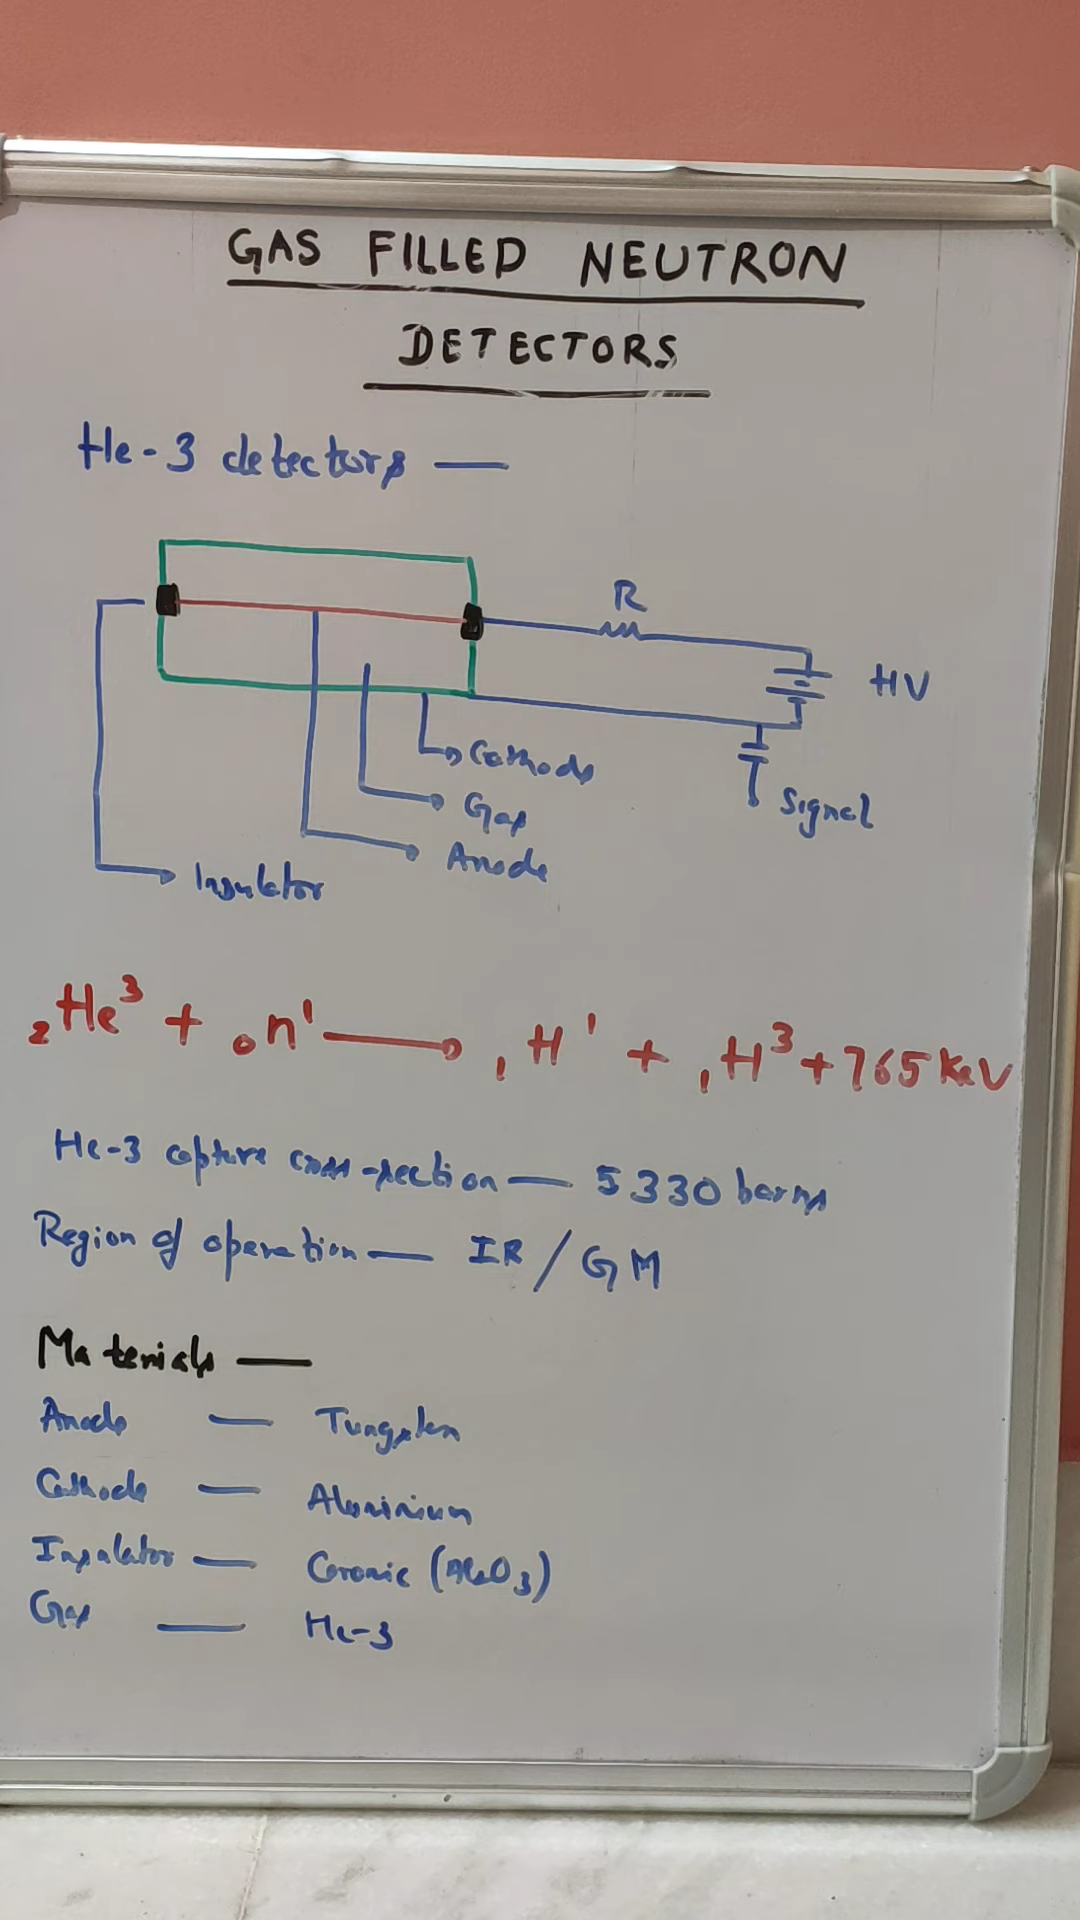 GAS FILLED NEUTRON
DETECTORS
He-3 detectors —
R
HV
Cathode
Signal
Gas
Anode
Insulator
₂He³ + ₀n¹ → ₁H¹ + ₁H³ + 765 KeV
He-3 capture cross-section — 5330 barns
Region of operation — IR / GM
Materials —
Anode — Tungsten
Cathode — Aluminium
Insulator — Ceramic (Al₂O₃)
Gas — He-3